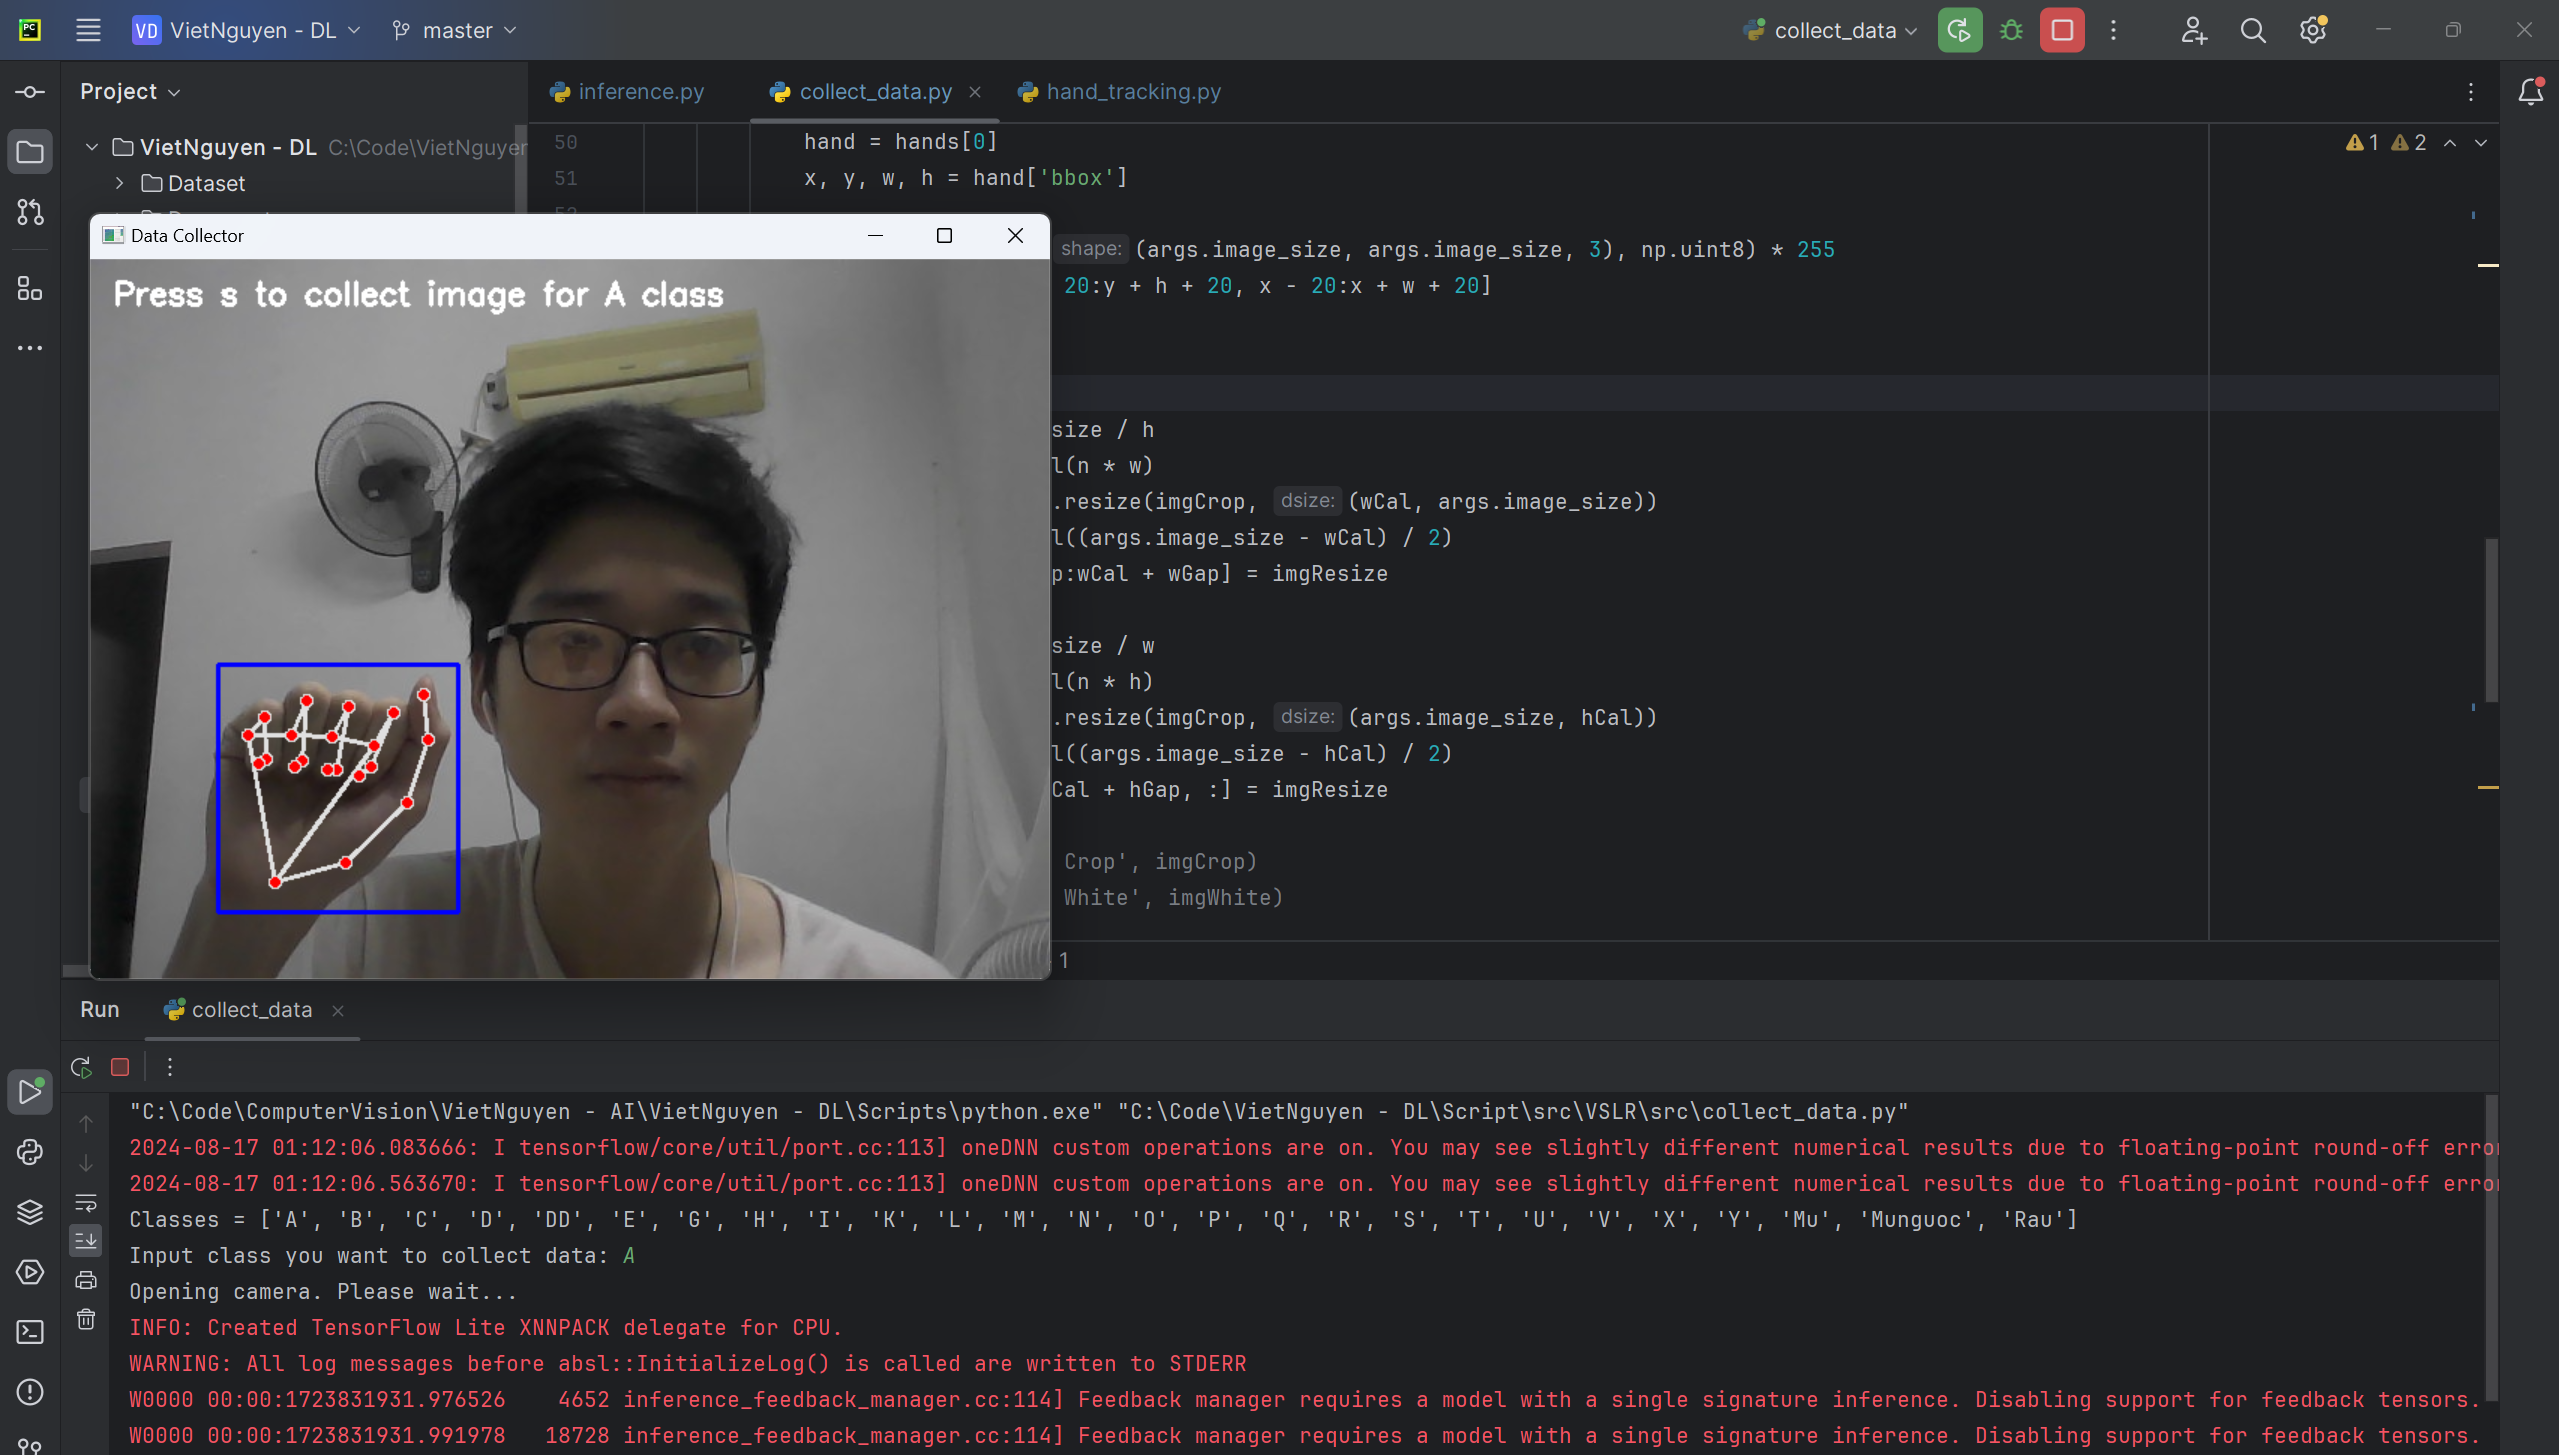 PC
VD VietNguyen - DL
master
collect_data
Project
inference.py
collect_data.py
hand_tracking.py
VietNguyen - DL C:\Code\VietNguyen
Dataset
50 hand = hands[0]
51 x, y, w, h = hand['bbox']
1 2
Data Collector
Press s to collect image for A class
shape: (args.image_size, args.image_size, 3), np.uint8) * 255
20:y + h + 20, x - 20:x + w + 20]
size / h
l(n * w)
.resize(imgCrop, dsize: (wCal, args.image_size))
l((args.image_size - wCal) / 2)
p:wCal + wGap] = imgResize
size / w
l(n * h)
.resize(imgCrop, dsize: (args.image_size, hCal))
l((args.image_size - hCal) / 2)
Cal + hGap, :] = imgResize
Crop', imgCrop)
White', imgWhite)
1
Run
collect_data
"C:\Code\ComputerVision\VietNguyen - AI\VietNguyen - DL\Scripts\python.exe" "C:\Code\VietNguyen - DL\Script\src\VSLR\src\collect_data.py"
2024-08-17 01:12:06.083666: I tensorflow/core/util/port.cc:113] oneDNN custom operations are on. You may see slightly different numerical results due to floating-point round-off erro
2024-08-17 01:12:06.563670: I tensorflow/core/util/port.cc:113] oneDNN custom operations are on. You may see slightly different numerical results due to floating-point round-off erro
Classes = ['A', 'B', 'C', 'D', 'DD', 'E', 'G', 'H', 'I', 'K', 'L', 'M', 'N', 'O', 'P', 'Q', 'R', 'S', 'T', 'U', 'V', 'X', 'Y', 'Mu', 'Munguoc', 'Rau']
Input class you want to collect data: A
Opening camera. Please wait...
INFO: Created TensorFlow Lite XNNPACK delegate for CPU.
WARNING: All log messages before absl::InitializeLog() is called are written to STDERR
W0000 00:00:1723831931.976526    4652 inference_feedback_manager.cc:114] Feedback manager requires a model with a single signature inference. Disabling support for feedback tensors.
W0000 00:00:1723831931.991978   18728 inference_feedback_manager.cc:114] Feedback manager requires a model with a single signature inference. Disabling support for feedback tensors.